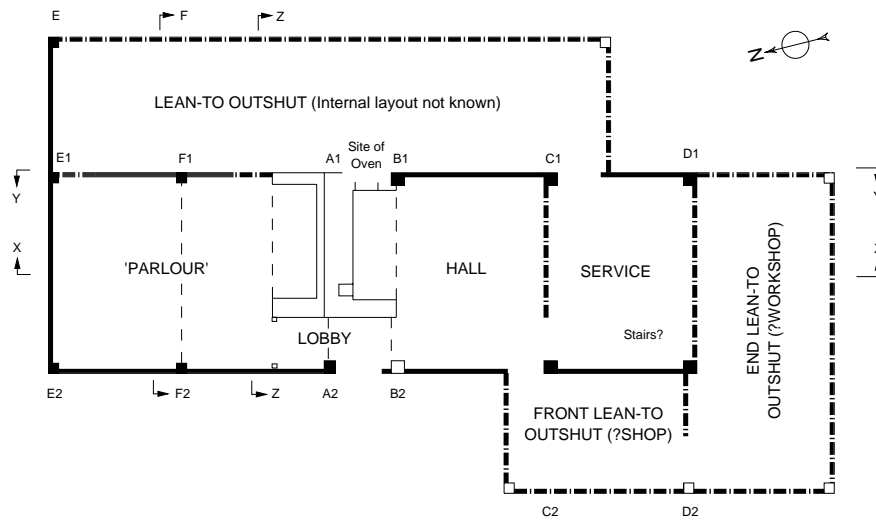 E
F
Z
N
LEAN-TO OUTSHUT (Internal layout not known)
E1
F1
A1
Site of
Oven
B1
C1
D1
Y
Y
X
X
'PARLOUR'
HALL
SERVICE
END LEAN-TO
OUTSHUT (?WORKSHOP)
LOBBY
Stairs?
E2
F
F2
Z
A2
B2
FRONT LEAN-TO
OUTSHUT (?SHOP)
C2
D2